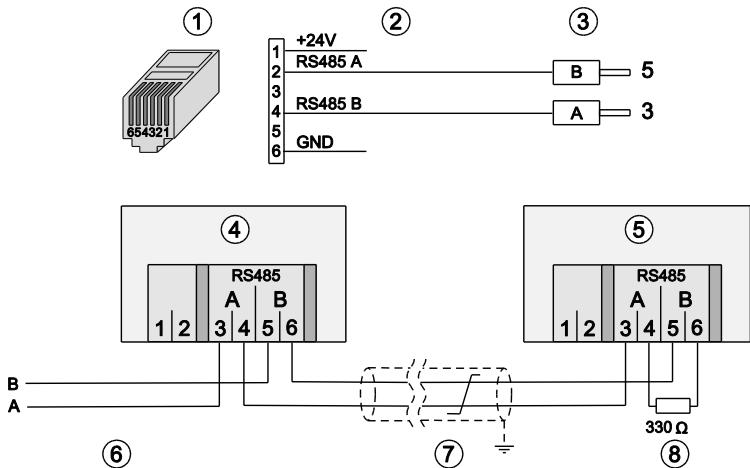 ① ② ③
654321
1 +24V
2 RS485 A
3
4 RS485 B
5
6 GND
B 5
A 3
④ ⑤
RS485
A B
1 2 3 4 5 6
RS485
A B
1 2 3 4 5 6
B
A
330 Ω
⑥ ⑦ ⑧